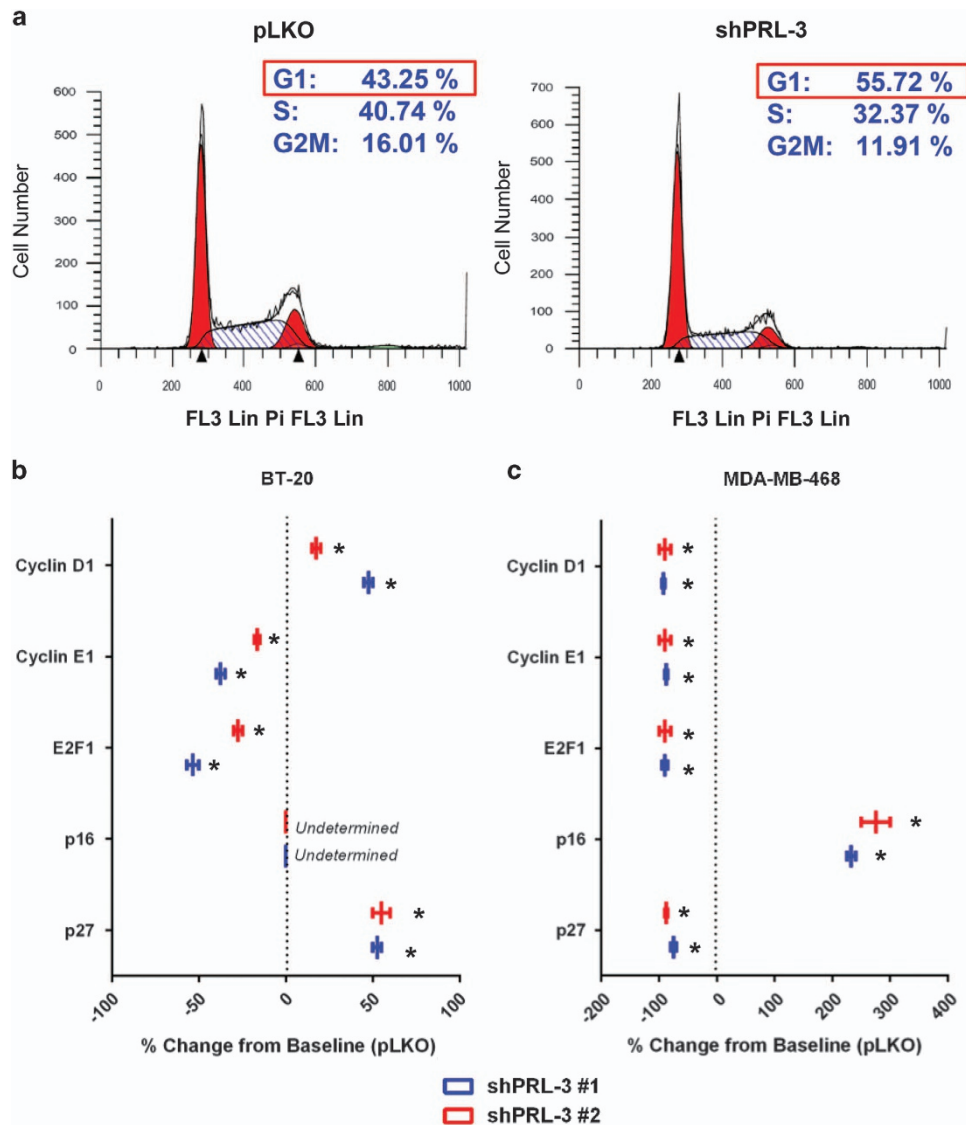 a
pLKO
shPRL-3
G1: 43.25 %
S: 40.74 %
G2M: 16.01 %
G1: 55.72 %
S: 32.37 %
G2M: 11.91 %
Cell Number
600
500
400
300
200
100
0
0 200 400 600 800 1000
FL3 Lin Pi FL3 Lin
Cell Number
700
600
500
400
300
200
100
0
0 200 400 600 800 1000
FL3 Lin Pi FL3 Lin
b
BT-20
Cyclin D1
*
*
Cyclin E1
*
*
E2F1
*
*
p16
Undetermined
Undetermined
p27
*
*
-100 -50 0 50 100
% Change from Baseline (pLKO)
c
MDA-MB-468
Cyclin D1
*
*
Cyclin E1
*
*
E2F1
*
*
p16
*
*
p27
*
*
-200 -100 0 100 200 300 400
% Change from Baseline (pLKO)
shPRL-3 #1
shPRL-3 #2